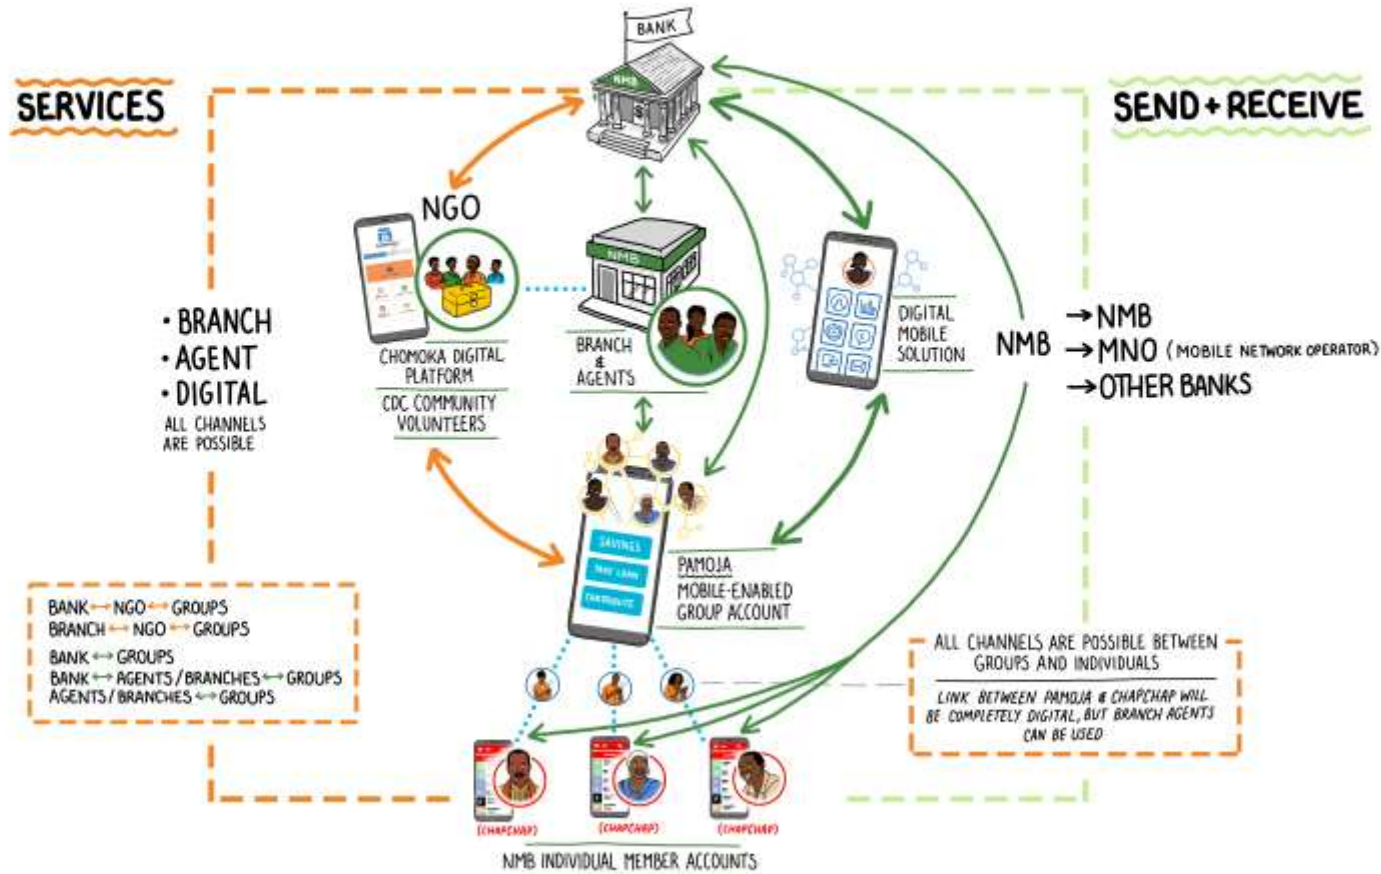 BANK
NMB
SERVICES
SEND + RECEIVE
NGO
NMB
• BRANCH
• AGENT
• DIGITAL
ALL CHANNELS
ARE POSSIBLE
CHOMOKA DIGITAL
PLATFORM
CDC COMMUNITY
VOLUNTEERS
BRANCH
&
AGENTS
DIGITAL
MOBILE
SOLUTION
NMB
→ NMB
→ MNO (MOBILE NETWORK OPERATOR)
→ OTHER BANKS
SAVINGS
TAKE LOAN
CONTRIBUTE
PAMOJA
MOBILE-ENABLED
GROUP ACCOUNT
BANK ↔ NGO ↔ GROUPS
BRANCH ↔ NGO ↔ GROUPS
BANK ↔ GROUPS
BANK ↔ AGENTS/BRANCHES ↔ GROUPS
AGENTS/BRANCHES ↔ GROUPS
ALL CHANNELS ARE POSSIBLE BETWEEN
GROUPS AND INDIVIDUALS
LINK BETWEEN PAMOJA & CHAPCHAP WILL
BE COMPLETELY DIGITAL, BUT BRANCH AGENTS
CAN BE USED
(CHAPCHAP)
(CHAPCHAP)
(CHAPCHAP)
NMB INDIVIDUAL MEMBER ACCOUNTS